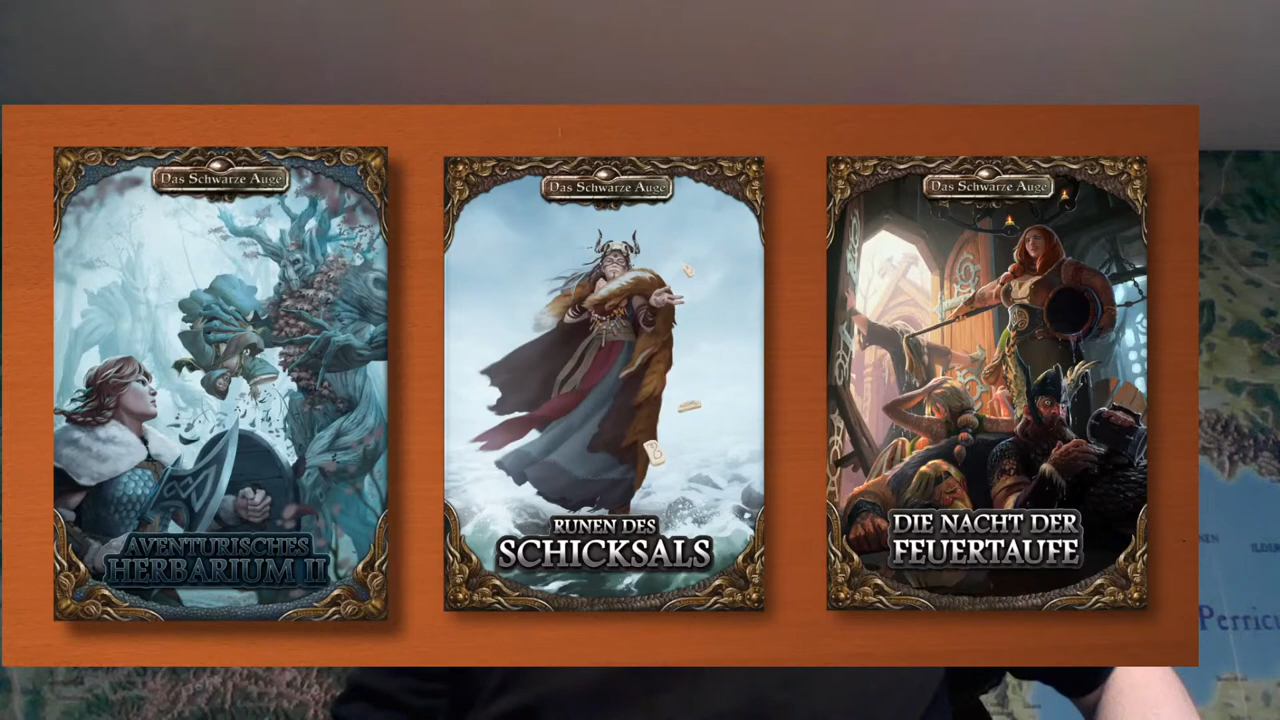 Das Schwarze Auge
AVENTURISCHES
HERBARIUM II
Das Schwarze Auge
RUNEN DES
SCHICKSALS
Das Schwarze Auge
DIE NACHT DER
FEUERTAUFE